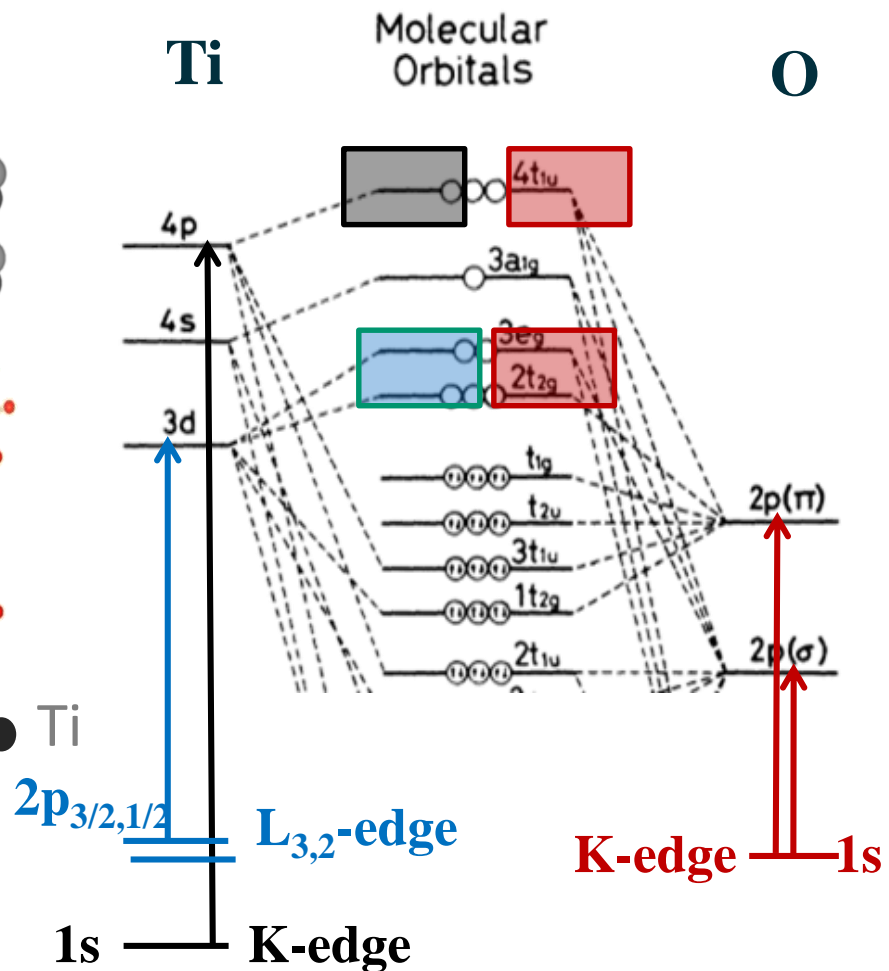 Molecular
Orbitals
Ti
O
4t₁ᵤ
4p
3a₁g
4s
3eg
2t₂g
3d
t₁g
2p(π)
t₂ᵤ
3t₁ᵤ
1t₂g
2t₁ᵤ
2p(σ)
Ti
2p₃/₂,₁/₂
L₃,₂-edge
K-edge
1s
1s
K-edge